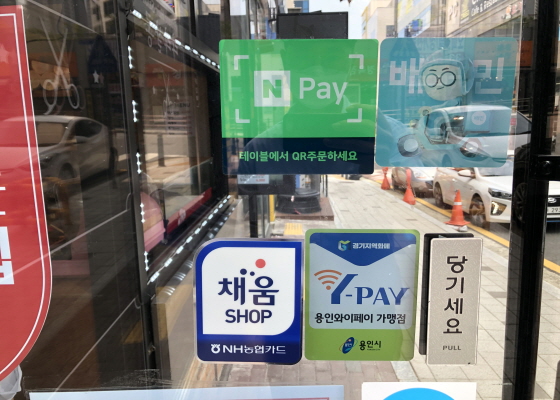 N Pay
테이블에서 QR주문하세요
배
린
채움
SHOP
NH농협카드
경기지역화폐
Y-PAY
용인와이페이 가맹점
용인시
당기세요
PULL